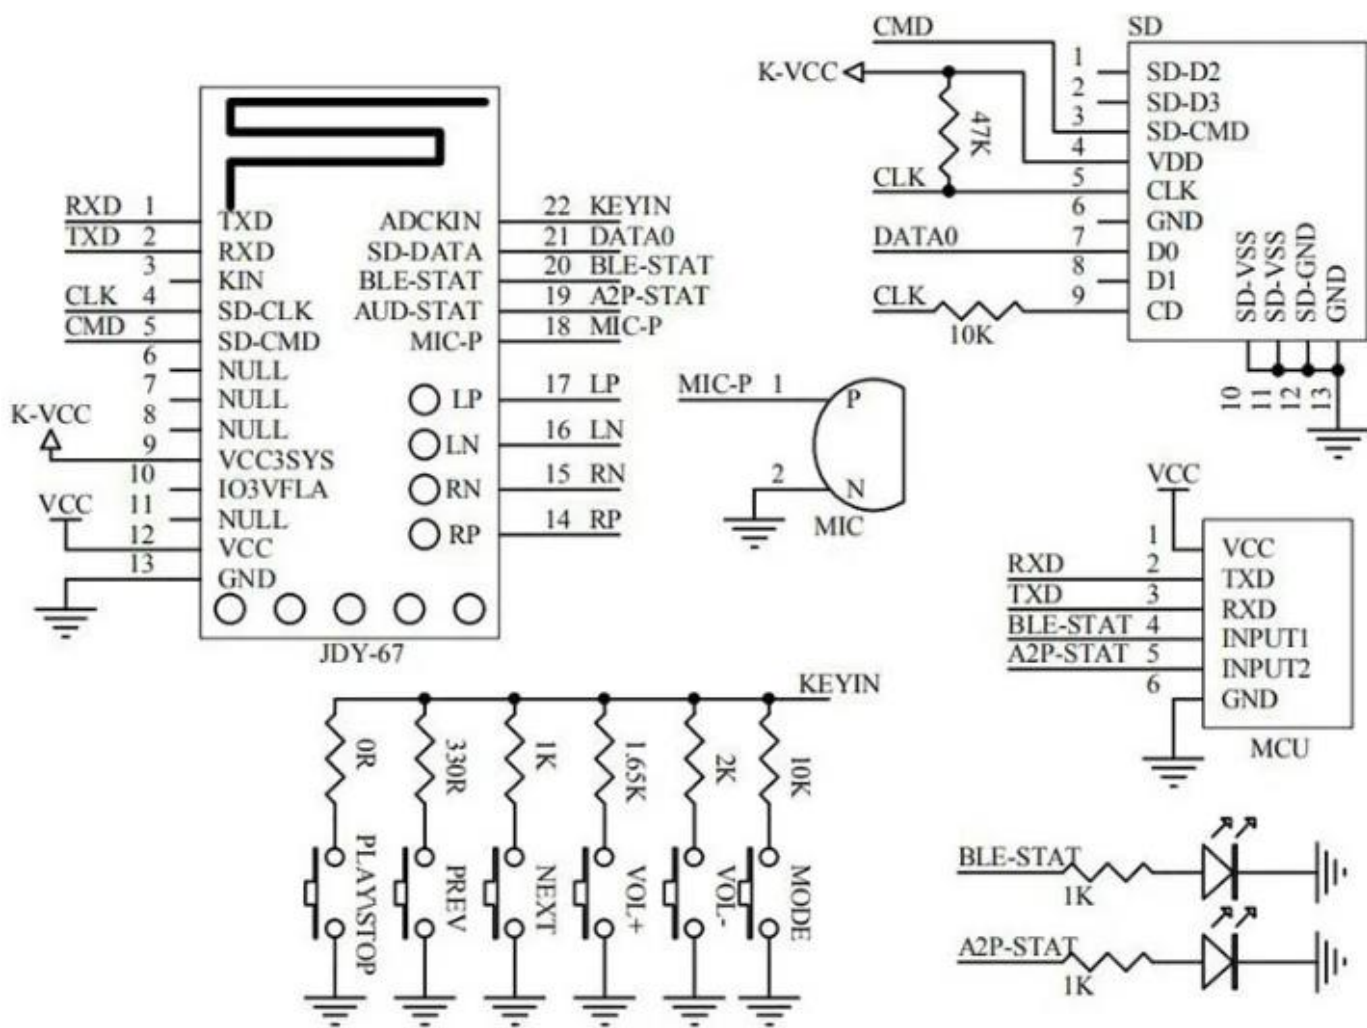 RXD 1 TXD
TXD 2 RXD
3 KIN
CLK 4 SD-CLK
CMD 5 SD-CMD
6 NULL
7 NULL
8 NULL
K-VCC 9 VCC3SYS
10 IO3VFLA
11 NULL
VCC 12 VCC
13 GND
ADCKIN 22 KEYIN
SD-DATA 21 DATA0
BLE-STAT 20 BLE-STAT
AUD-STAT 19 A2P-STAT
MIC-P 18 MIC-P
LP 17 LP
LN 16 LN
RN 15 RN
RP 14 RP
JDY-67
SD
1 SD-D2
2 SD-D3
CMD 3 SD-CMD
K-VCC 4 VDD
47K
CLK 5 CLK
6 GND
DATA0 7 D0
8 D1
CLK 10K 9 CD
SD-VSS 10
SD-VSS 11
SD-GND 12
GND 13
MIC-P 1 P
2 N
MIC
VCC
1 VCC
RXD 2 TXD
TXD 3 RXD
BLE-STAT 4 INPUT1
A2P-STAT 5 INPUT2
6 GND
MCU
KEYIN
0R
330R
1K
1.65K
2K
10K
PLAY\STOP
PREV
NEXT
VOL+
VOL-
MODE
BLE-STAT
1K
A2P-STAT
1K